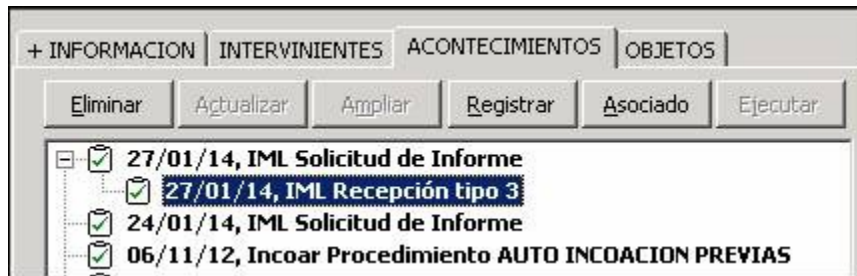 + INFORMACION INTERVINIENTES ACONTECIMIENTOS OBJETOS
Eliminar Actualizar Ampliar Registrar Asociado Ejecutar
27/01/14, IML Solicitud de Informe
27/01/14, IML Recepción tipo 3
24/01/14, IML Solicitud de Informe
06/11/12, Incoar Procedimiento AUTO INCOACION PREVIAS